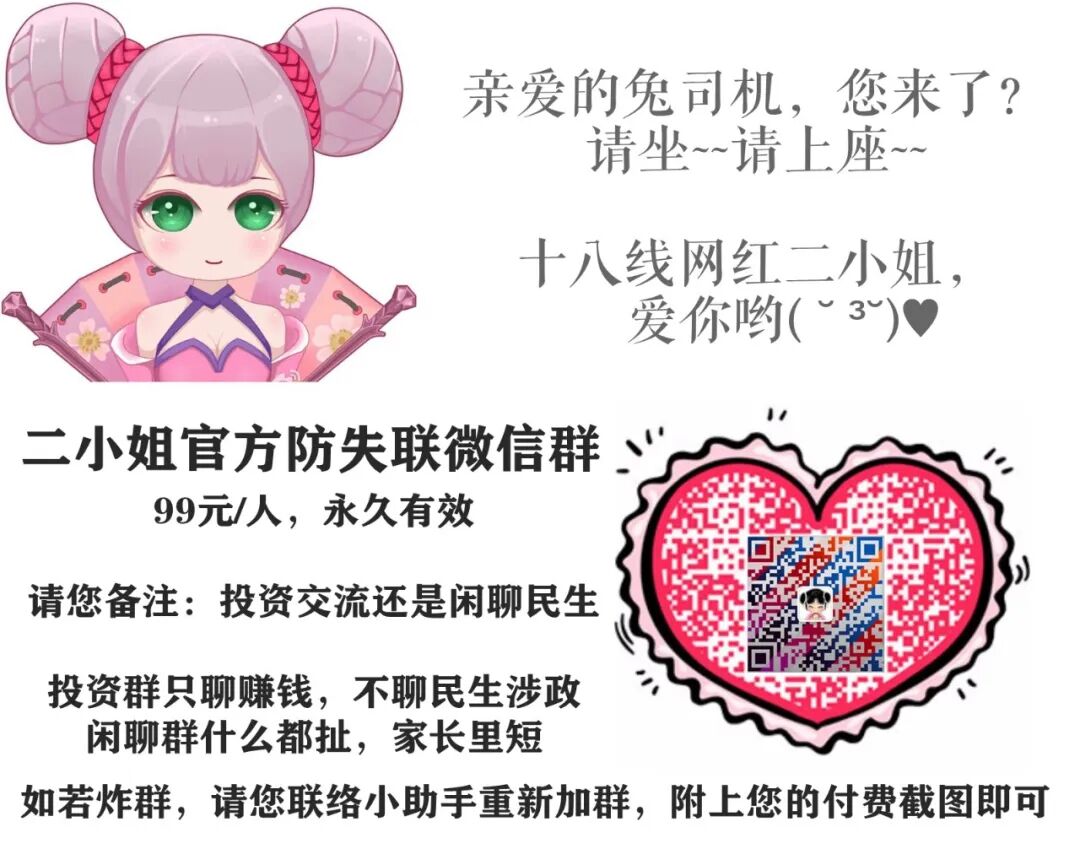 亲爱的兔司机，您来了？
请坐~~请上座~~
十八线网红二小姐，
爱你哟( ˘ ³˘)♥
二小姐官方防失联微信群
99元/人，永久有效
请您备注：投资交流还是闲聊民生
投资群只聊赚钱，不聊民生涉政
闲聊群什么都扯，家长里短
如若炸群，请您联络小助手重新加群，附上您的付费截图即可